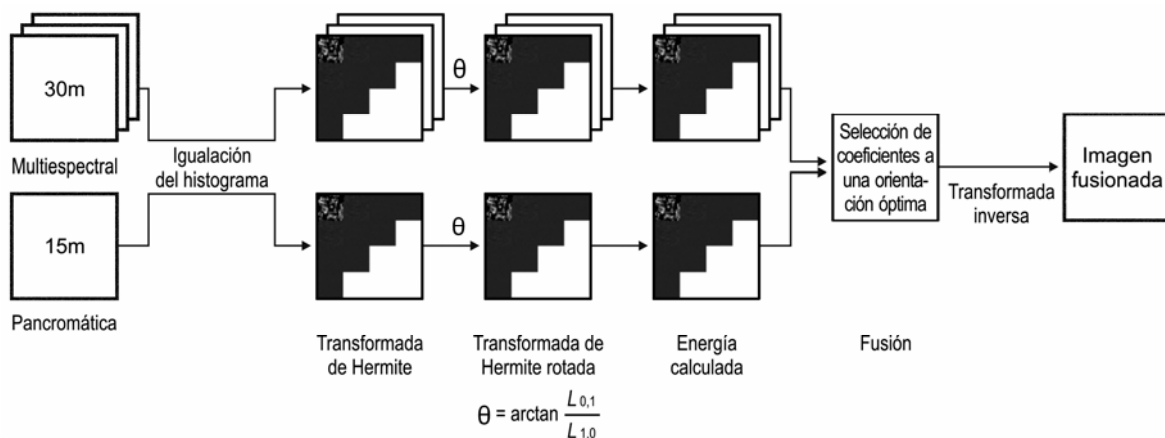 30m
Multiespectral
15m
Pancromática
Igualación
del histograma
θ
θ
Transformada
de Hermite
Transformada de
Hermite rotada
θ = arctan L0,1
L1,0
Energía
calculada
Selección de
coeficientes a
una orienta-
ción óptima
Fusión
Transformada
inversa
Imagen
fusionada